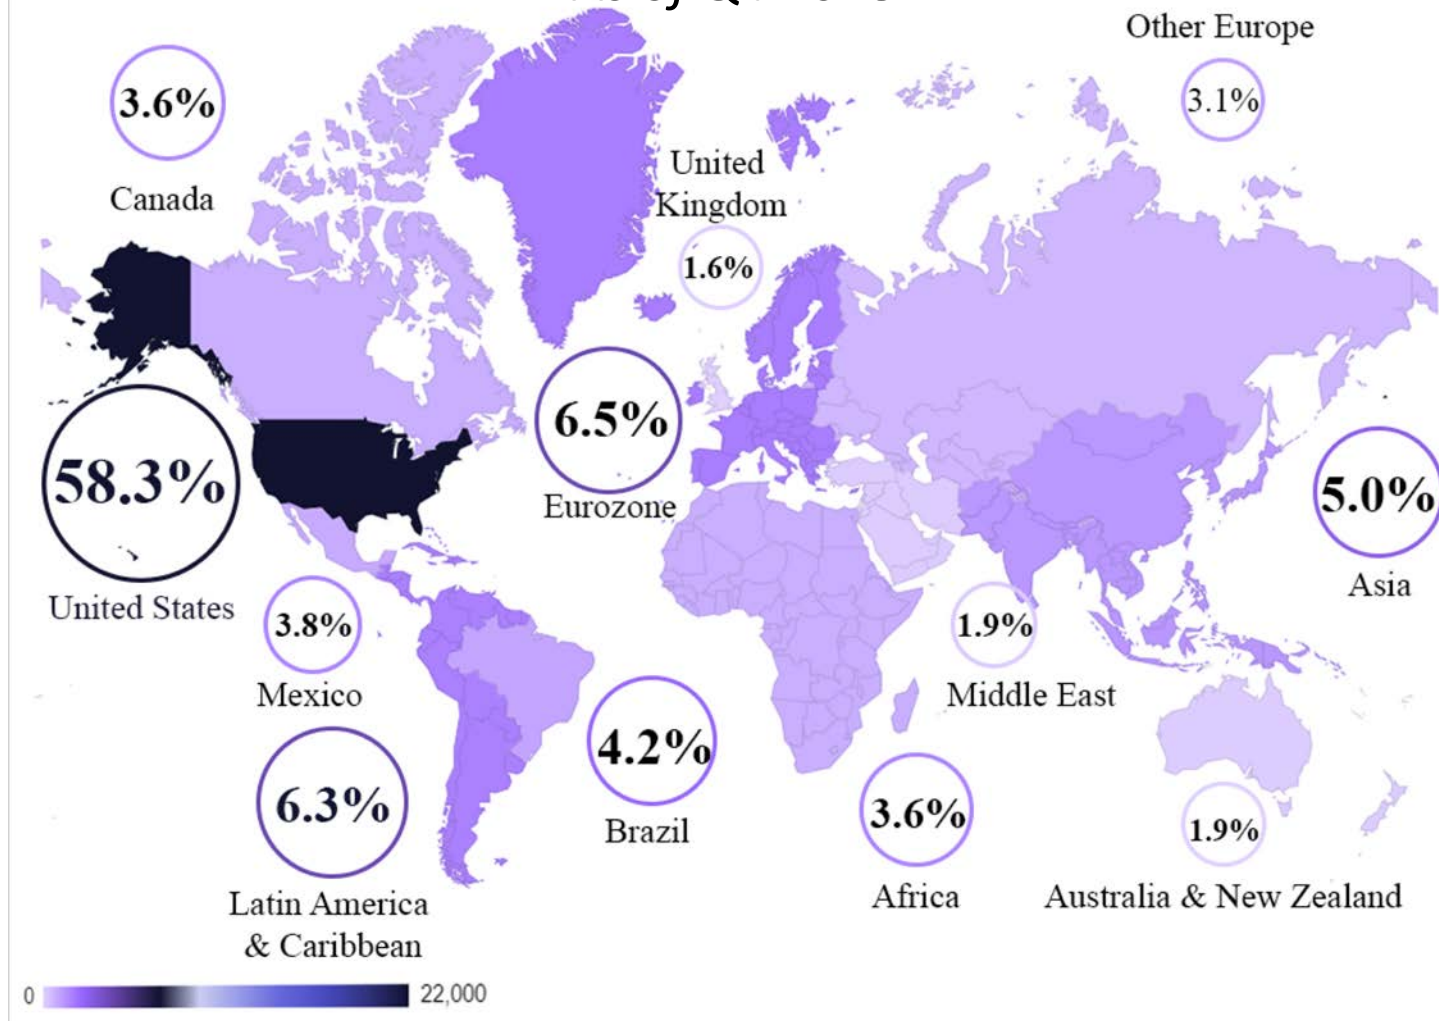 Other Europe
3.6%
3.1%
Canada
United
Kingdom
1.6%
58.3%
United States
6.5%
Eurozone
5.0%
Asia
3.8%
Mexico
1.9%
Middle East
6.3%
Latin America
& Caribbean
4.2%
Brazil
3.6%
Africa
1.9%
Australia & New Zealand
0
22,000